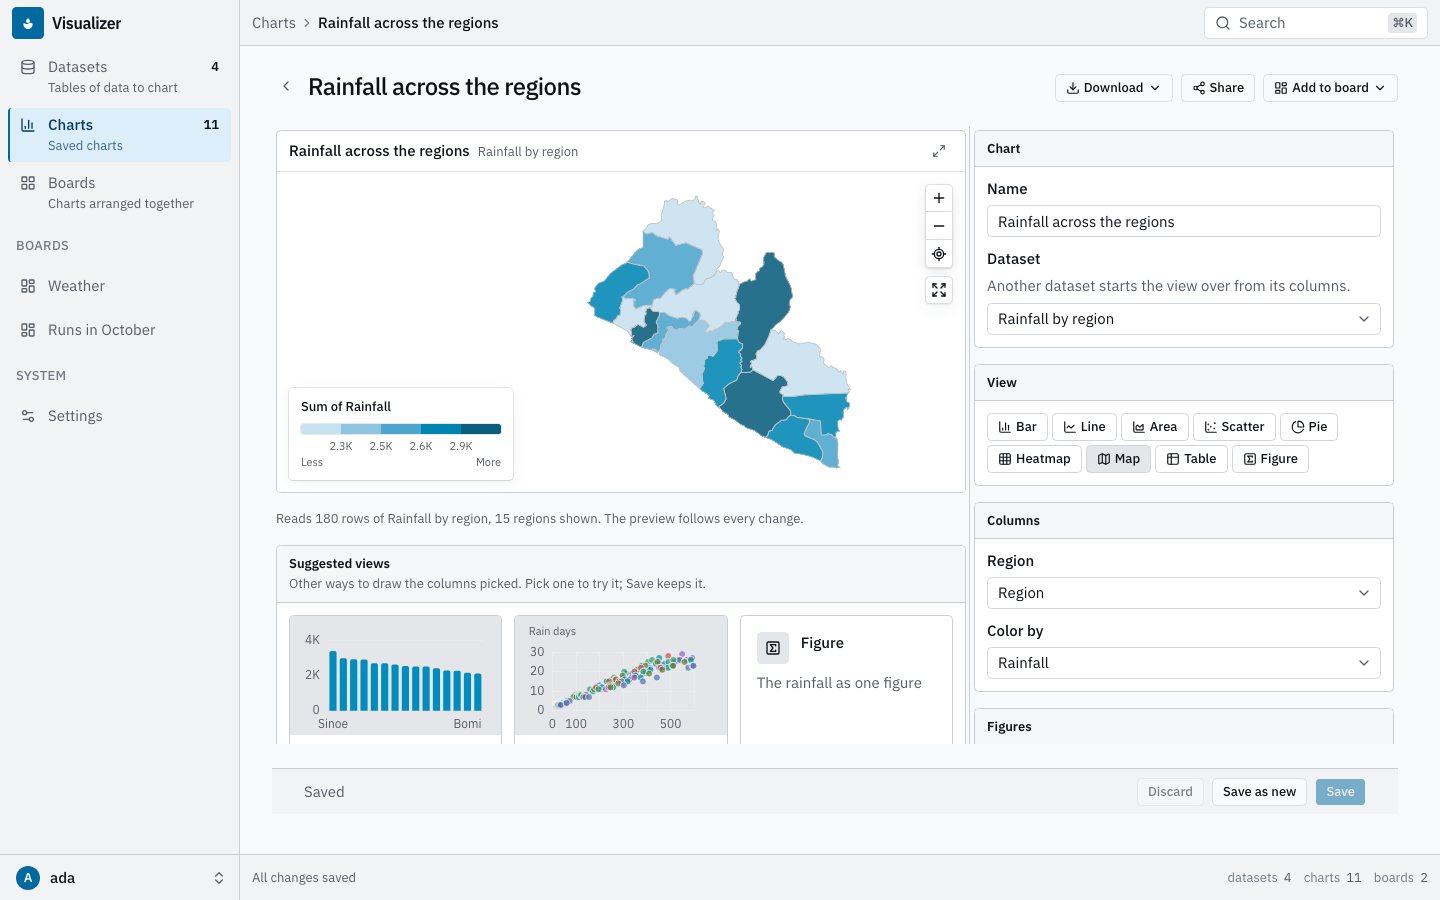 Visualizer
Charts > Rainfall across the regions
Search
⌘K
Datasets
4
Tables of data to chart
Charts
11
Saved charts
Boards
Charts arranged together
BOARDS
Weather
Runs in October
SYSTEM
Settings
Rainfall across the regions
Download
Share
Add to board
Rainfall across the regions Rainfall by region
Sum of Rainfall
2.3K 2.5K 2.6K 2.9K
Less More
Reads 180 rows of Rainfall by region, 15 regions shown. The preview follows every change.
Suggested views
Other ways to draw the columns picked. Pick one to try it; Save keeps it.
4K
2K
0
Sinoe Bomi
Rain days
30
20
10
0
0 100 300 500
Figure
The rainfall as one figure
Chart
Name
Rainfall across the regions
Dataset
Another dataset starts the view over from its columns.
Rainfall by region
View
Bar Line Area Scatter Pie
Heatmap Map Table Figure
Columns
Region
Region
Color by
Rainfall
Figures
Saved
Discard
Save as new
Save
A ada
All changes saved
datasets 4 charts 11 boards 2